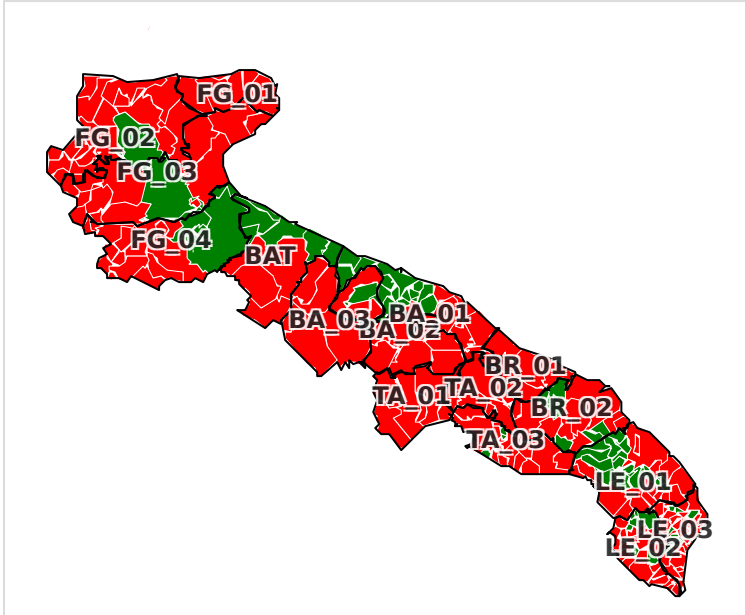 FG_01
FG_02
FG_03
FG_04
BAT
BA_01
BA_03
BA_02
BR_01
TA_02
TA_01
BR_02
TA_03
LE_01
LE_03
LE_02